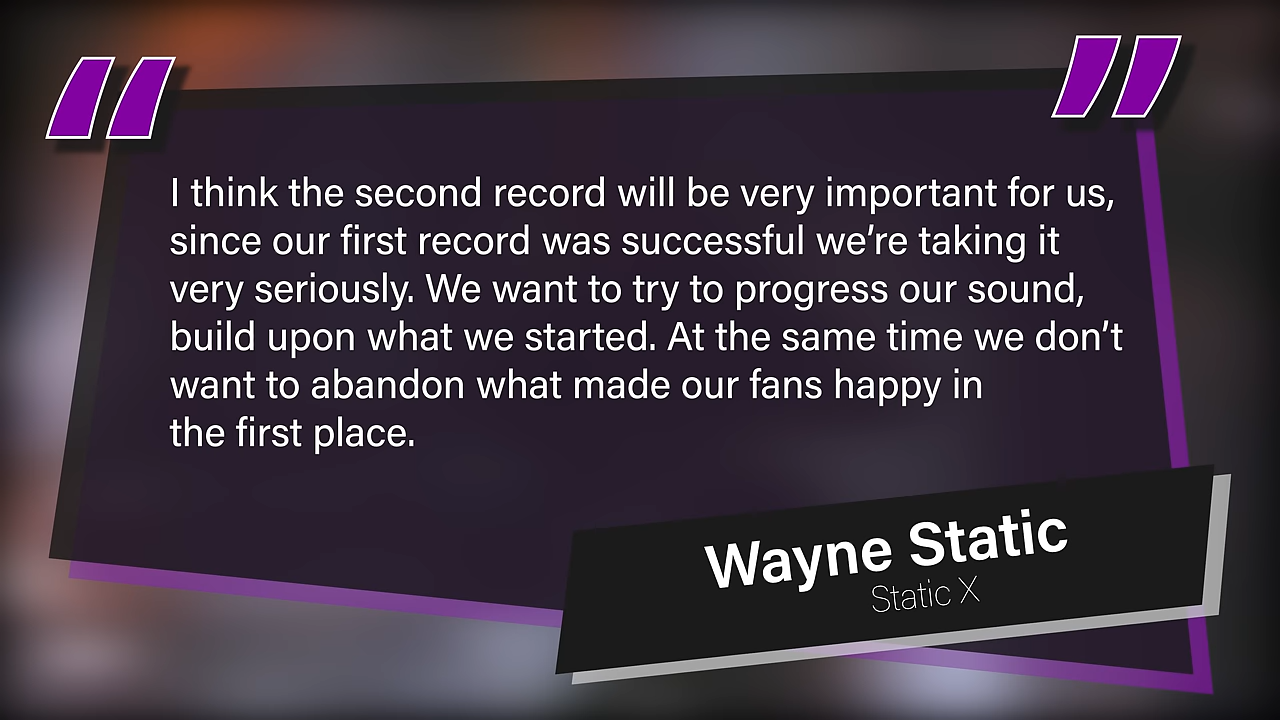 “
”
I think the second record will be very important for us,
since our first record was successful we’re taking it
very seriously. We want to try to progress our sound,
build upon what we started. At the same time we don’t
want to abandon what made our fans happy in
the first place.
Wayne Static
Static X